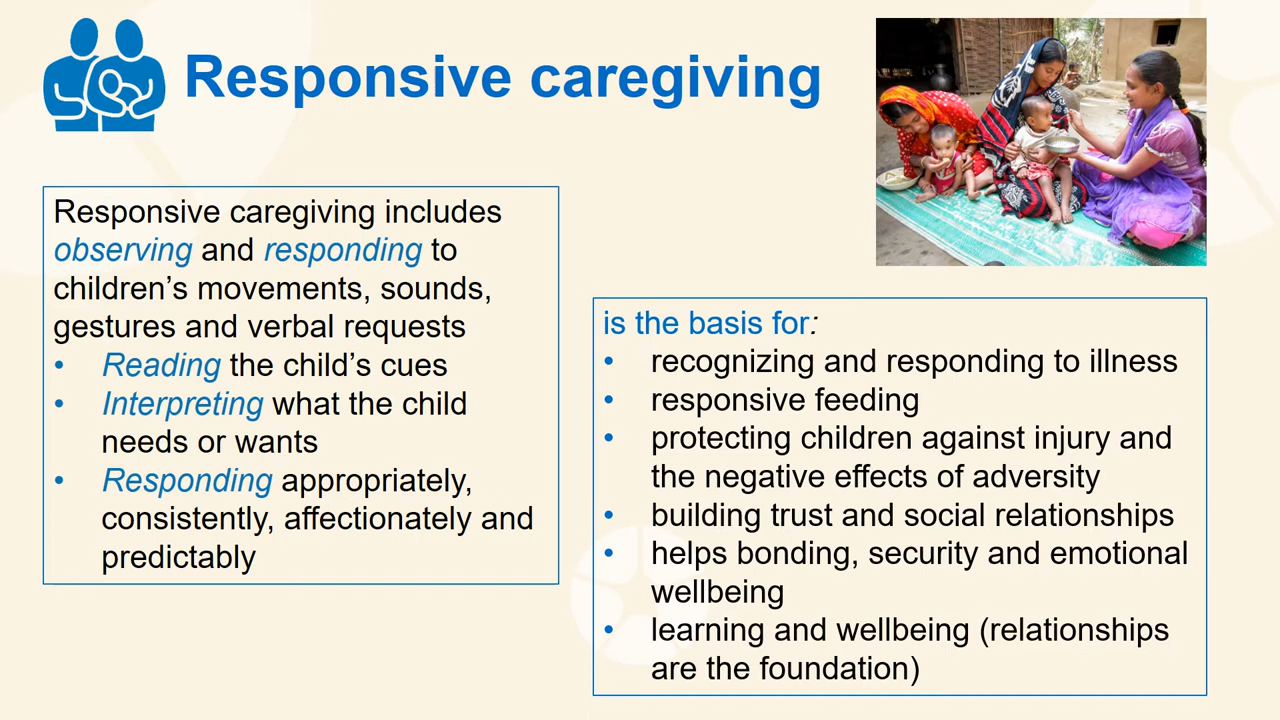 Responsive caregiving
Responsive caregiving includes
observing and responding to
children’s movements, sounds,
gestures and verbal requests
• Reading the child’s cues
• Interpreting what the child
needs or wants
• Responding appropriately,
consistently, affectionately and
predictably
is the basis for:
• recognizing and responding to illness
• responsive feeding
• protecting children against injury and
the negative effects of adversity
• building trust and social relationships
• helps bonding, security and emotional
wellbeing
• learning and wellbeing (relationships
are the foundation)